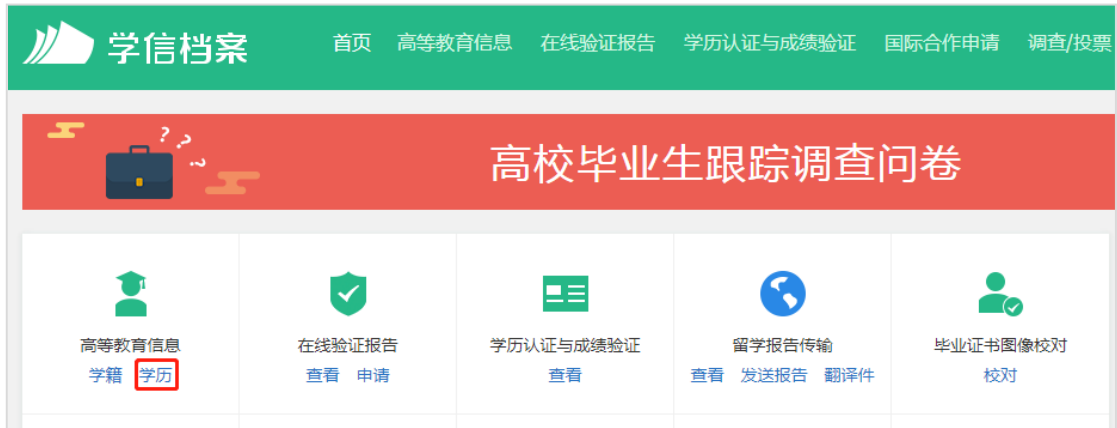 学信档案 首页 高等教育信息 在线验证报告 学历认证与成绩验证 国际合作申请 调查/投票
? ? ?
高校毕业生跟踪调查问卷
高等教育信息 在线验证报告 学历认证与成绩验证 留学报告传输 毕业证书图像校对
学籍 学历 查看 申请 查看 查看 发送报告 翻译件 校对